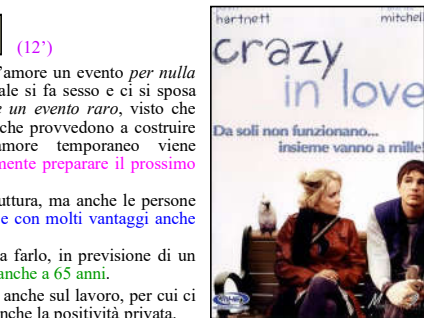 (12’)
’amore un evento per nulla
ale si fa sesso e ci si sposa
e un evento raro, visto che
che provvedono a costruire
amore temporaneo viene
mente preparare il prossimo
uttura, ma anche le persone
e con molti vantaggi anche
a farlo, in previsione di un
anche a 65 anni.
anche sul lavoro, per cui ci
nche la positività privata.
hartnett
mitchell
crazy
in love
Da soli non funzionano...
insieme vanno a mille!